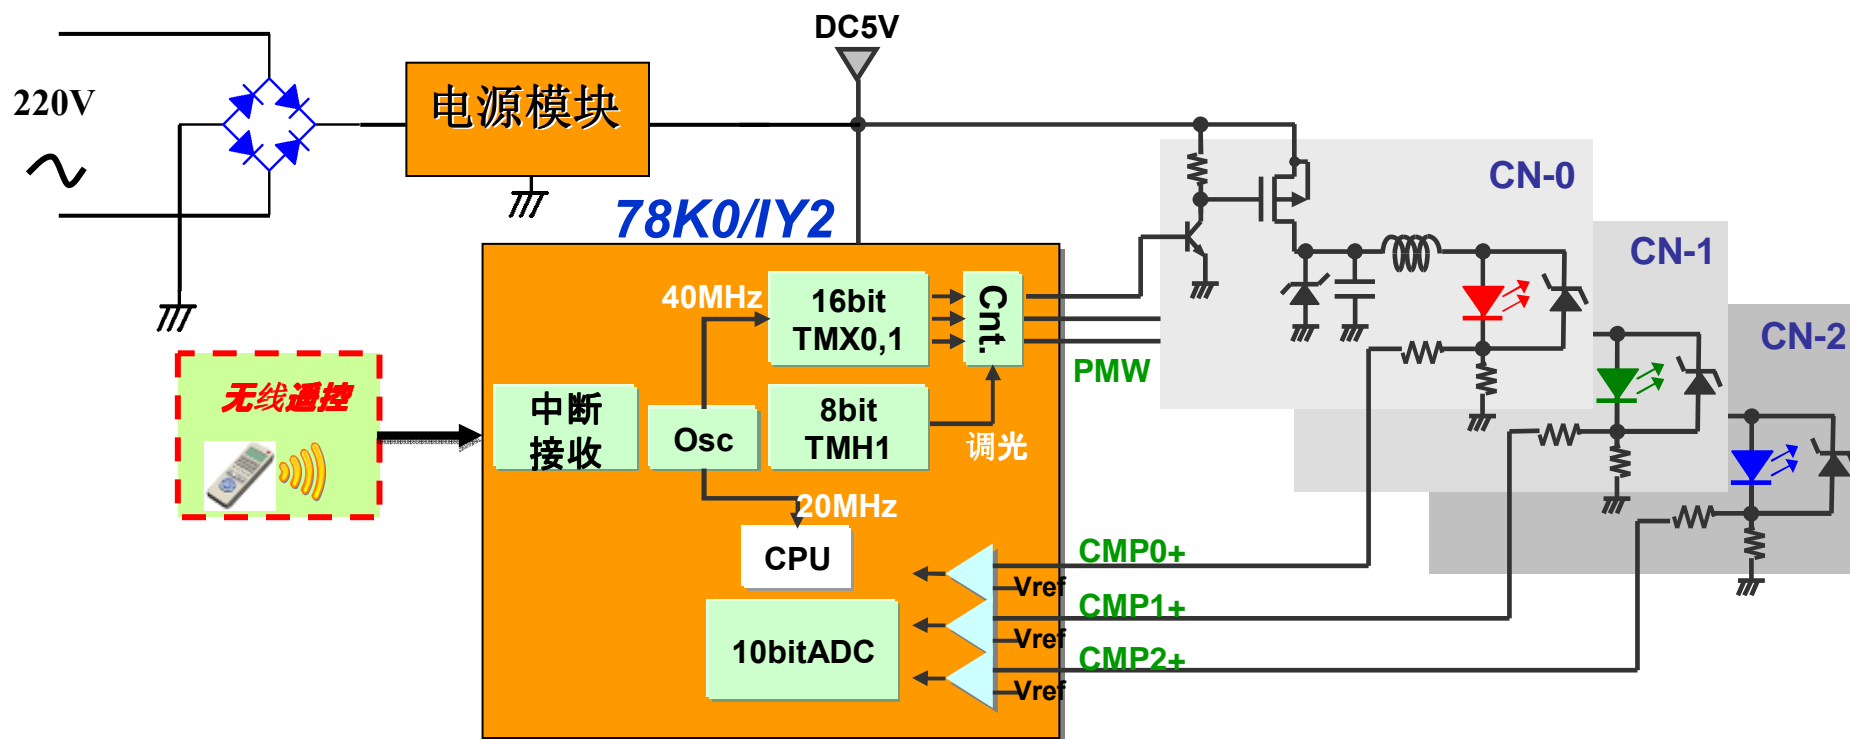 DC5V
220V
电源模块
CN-0
78K0/IY2
CN-1
40MHz
16bit
TMX0,1
Cnt.
CN-2
PMW
无线遥控
中断
接收
Osc
8bit
TMH1
调光
20MHz
CPU
CMP0+
Vref
CMP1+
Vref
10bitADC
CMP2+
Vref